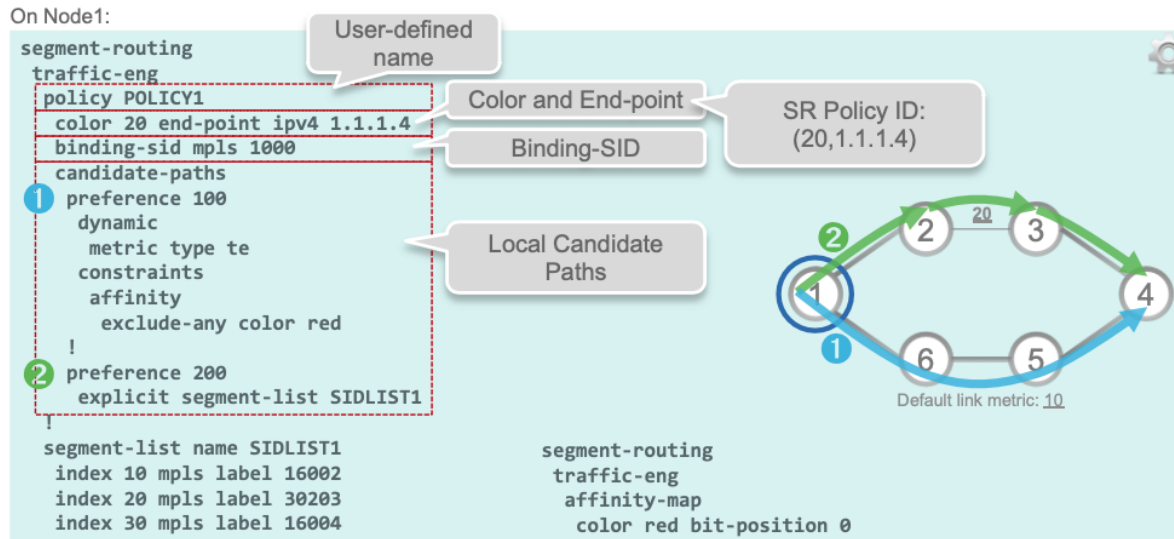 On Node1:
segment-routing
traffic-eng
policy POLICY1
color 20 end-point ipv4 1.1.1.4
binding-sid mpls 1000
candidate-paths
1 preference 100
dynamic
metric type te
constraints
affinity
exclude-any color red
!
2 preference 200
explicit segment-list SIDLIST1
!
segment-list name SIDLIST1
index 10 mpls label 16002
index 20 mpls label 30203
index 30 mpls label 16004
User-defined
name
Color and End-point
SR Policy ID:
(20,1.1.1.4)
Binding-SID
Local Candidate
Paths
2
20
2
3
1
4
1
6
5
Default link metric: 10
segment-routing
traffic-eng
affinity-map
color red bit-position 0